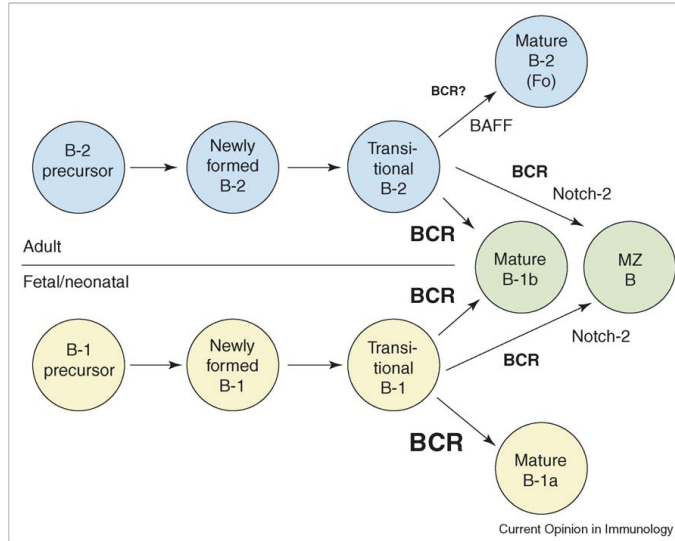 Mature
B-2
(Fo)
BCR?
BAFF
B-2
precursor
Newly
formed
B-2
Transi-
tional
B-2
BCR
Notch-2
BCR
Mature
B-1b
MZ
B
Adult
Fetal/neonatal
BCR
Notch-2
BCR
B-1
precursor
Newly
formed
B-1
Transi-
tional
B-1
BCR
Mature
B-1a
Current Opinion in Immunology